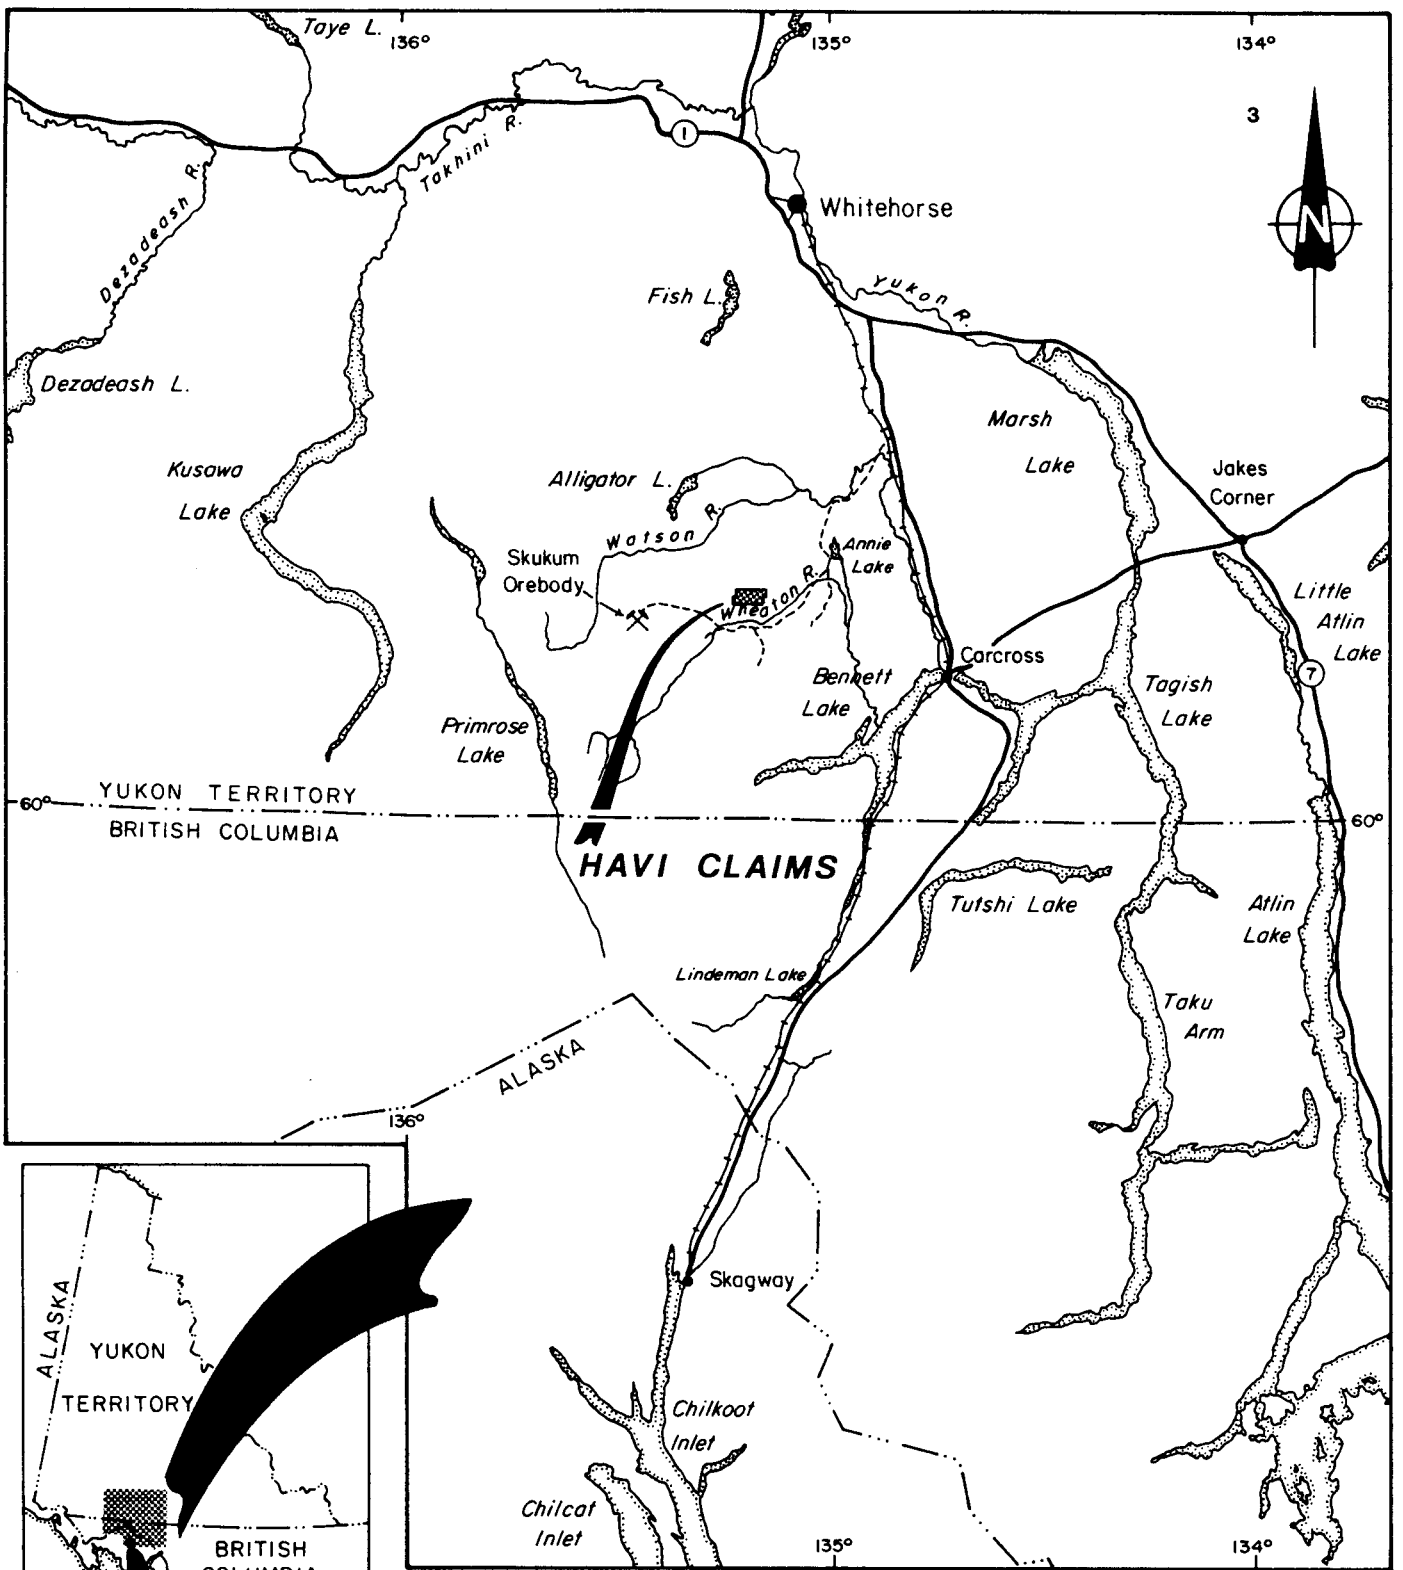 Taye L.
136°
135°
134°
3
1
Takhini R.
Dezadeash R.
Whitehorse
N
Fish L.
Yukon R.
Dezadeash L.
Marsh
Lake
Kusawa
Lake
Alligator L.
Jakes
Corner
Watson R.
Skukum
Orebody
Annie
Lake
Wheaton R.
Little
Atlin
Lake
7
Carcross
Bennett
Lake
Tagish
Lake
Primrose
Lake
60°
YUKON TERRITORY
BRITISH COLUMBIA
60°
HAVI CLAIMS
Tutshi Lake
Atlin
Lake
Lindeman Lake
Taku
Arm
ALASKA
136°
Skagway
ALASKA
YUKON
TERRITORY
Chilkoot
Inlet
Chilcat
Inlet
BRITISH
COLUMBIA
135°
134°